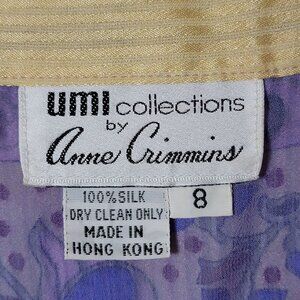 umi collections
by
Anne Crimmins
100% SILK
DRY CLEAN ONLY
MADE IN
HONG KONG
8